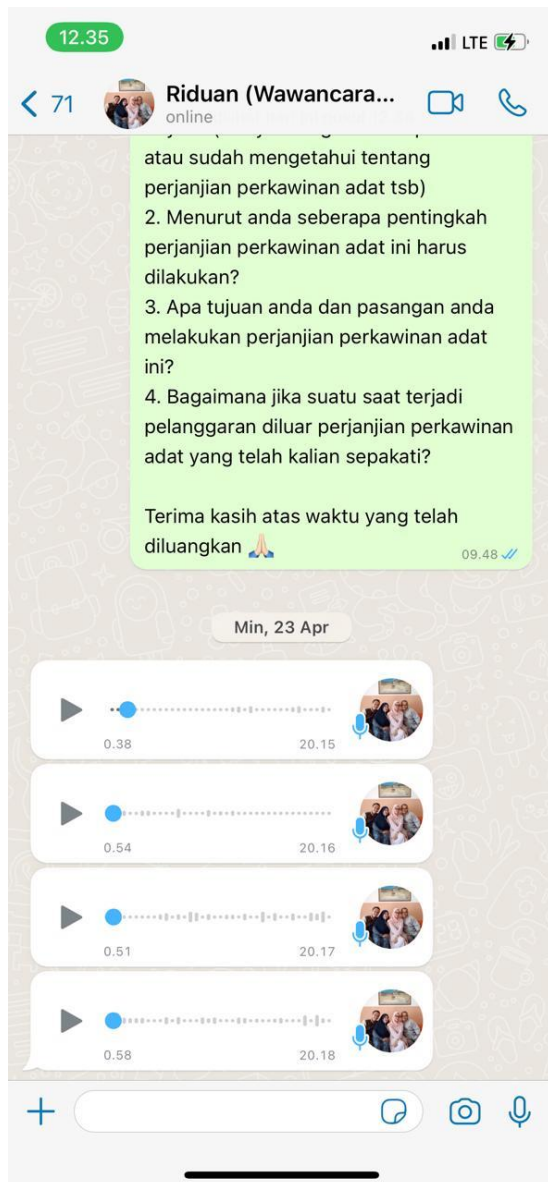 12.35
LTE
71
Riduan (Wawancara...
online
atau sudah mengetahui tentang
perjanjian perkawinan adat tsb)
2. Menurut anda seberapa pentingkah
perjanjian perkawinan adat ini harus
dilakukan?
3. Apa tujuan anda dan pasangan anda
melakukan perjanjian perkawinan adat
ini?
4. Bagaimana jika suatu saat terjadi
pelanggaran diluar perjanjian perkawinan
adat yang telah kalian sepakati?
Terima kasih atas waktu yang telah
diluangkan 🙏🏻
09.48
Min, 23 Apr
0.38 20.15
0.54 20.16
0.51 20.17
0.58 20.18